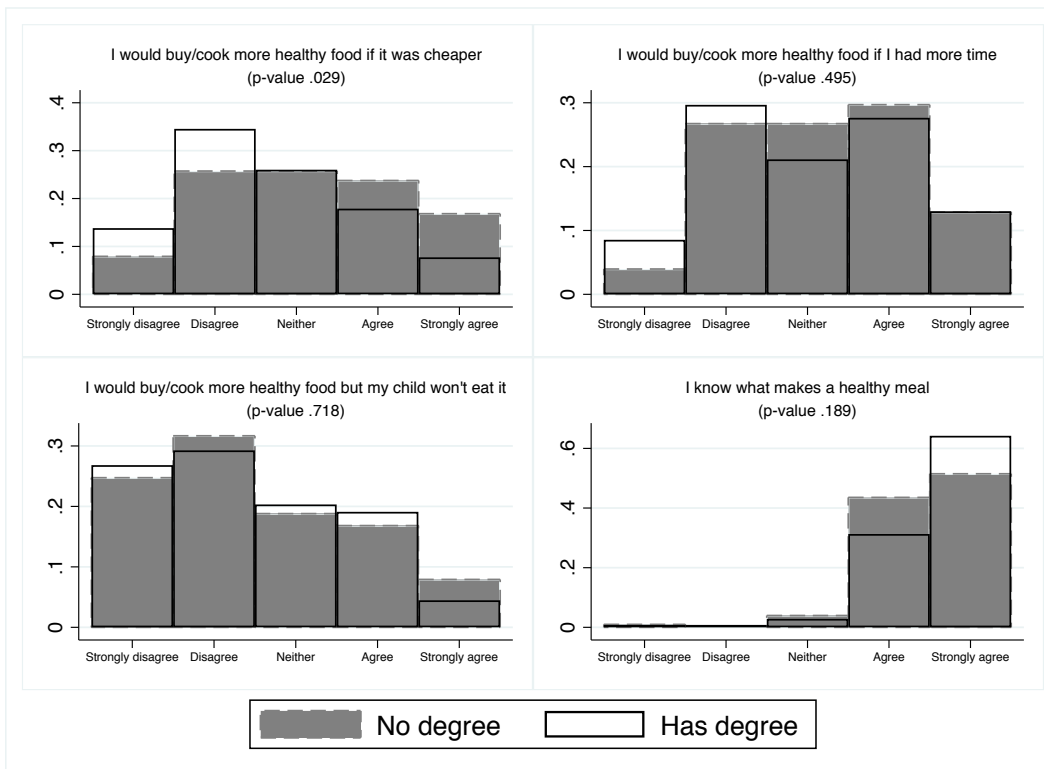 I would buy/cook more healthy food if it was cheaper
(p-value .029)
.4
.3
.2
.1
0
Strongly disagree Disagree Neither Agree Strongly agree
I would buy/cook more healthy food if I had more time
(p-value .495)
.3
.2
.1
0
Strongly disagree Disagree Neither Agree Strongly agree
I would buy/cook more healthy food but my child won't eat it
(p-value .718)
.3
.2
.1
0
Strongly disagree Disagree Neither Agree Strongly agree
I know what makes a healthy meal
(p-value .189)
.6
.4
.2
0
Strongly disagree Disagree Neither Agree Strongly agree
No degree Has degree